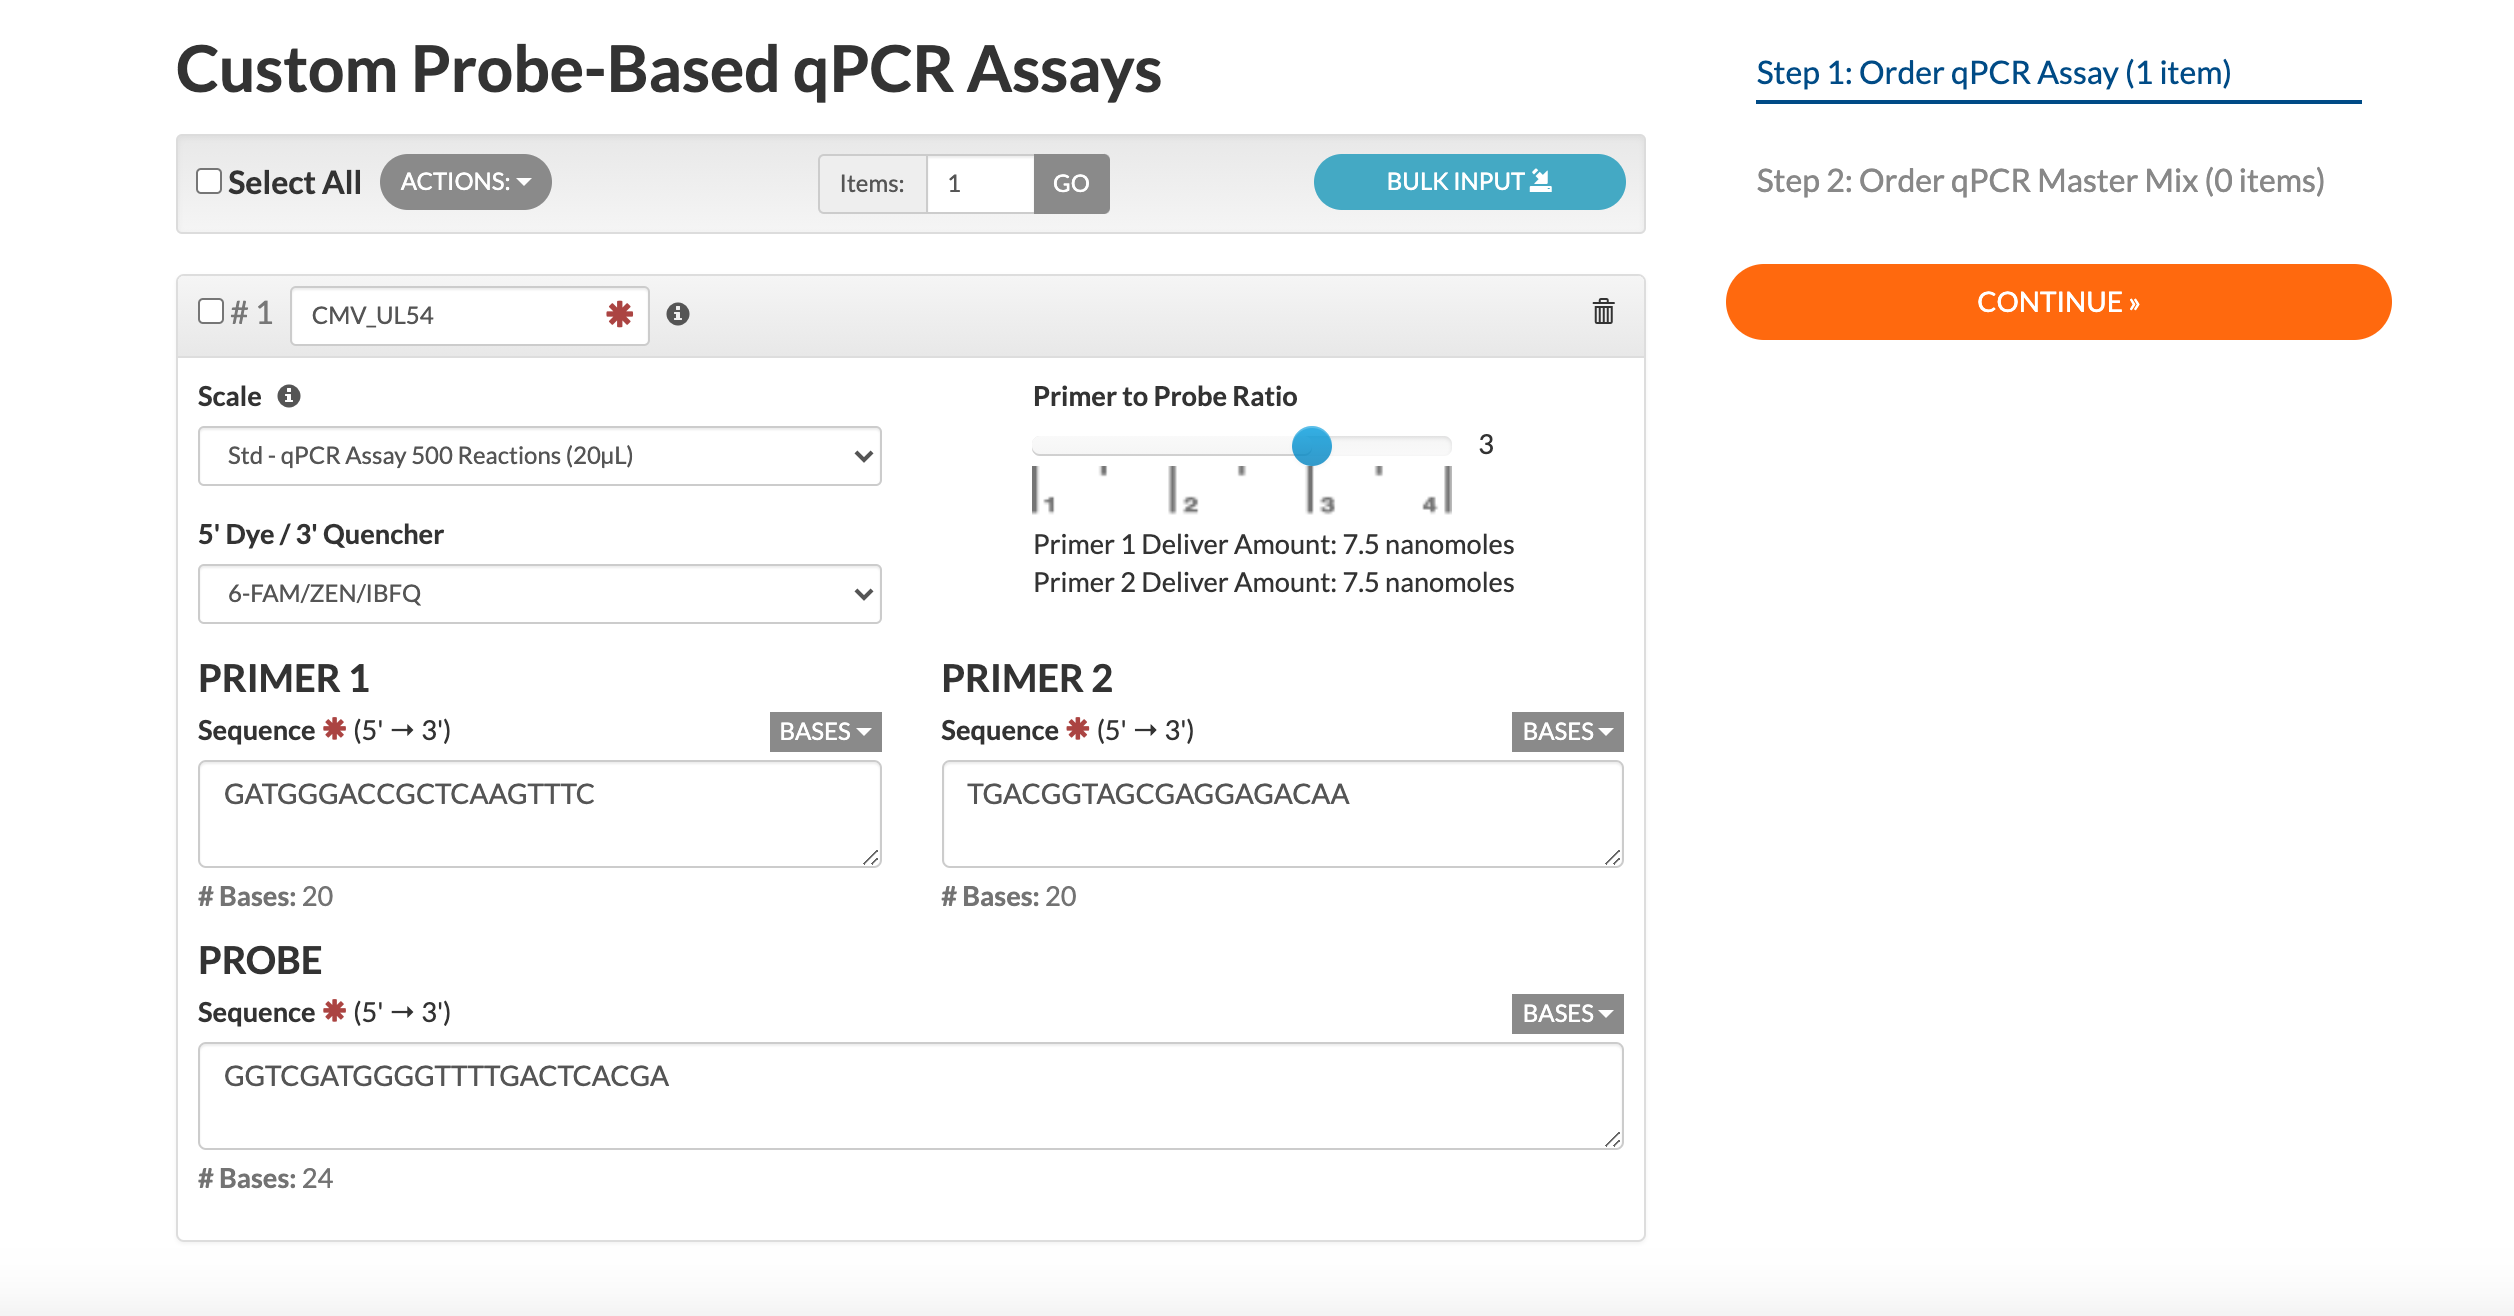 Custom Probe-Based qPCR Assays
Select All ACTIONS: Items: 1 GO BULK INPUT
# 1 CMV_UL54
Scale
Std - qPCR Assay 500 Reactions (20µL)
5' Dye / 3' Quencher
6-FAM/ZEN/IBFQ
Primer to Probe Ratio
3
1 2 3 4
Primer 1 Deliver Amount: 7.5 nanomoles
Primer 2 Deliver Amount: 7.5 nanomoles
PRIMER 1
Sequence * (5' → 3') BASES
GATGGGACCGCTCAAGTTTC
# Bases: 20
PRIMER 2
Sequence * (5' → 3') BASES
TGACGGTAGCGAGGAGACAA
# Bases: 20
PROBE
Sequence * (5' → 3') BASES
GGTCGATGGGGTTTTGACTCACGA
# Bases: 24
Step 1: Order qPCR Assay (1 item)
Step 2: Order qPCR Master Mix (0 items)
CONTINUE »